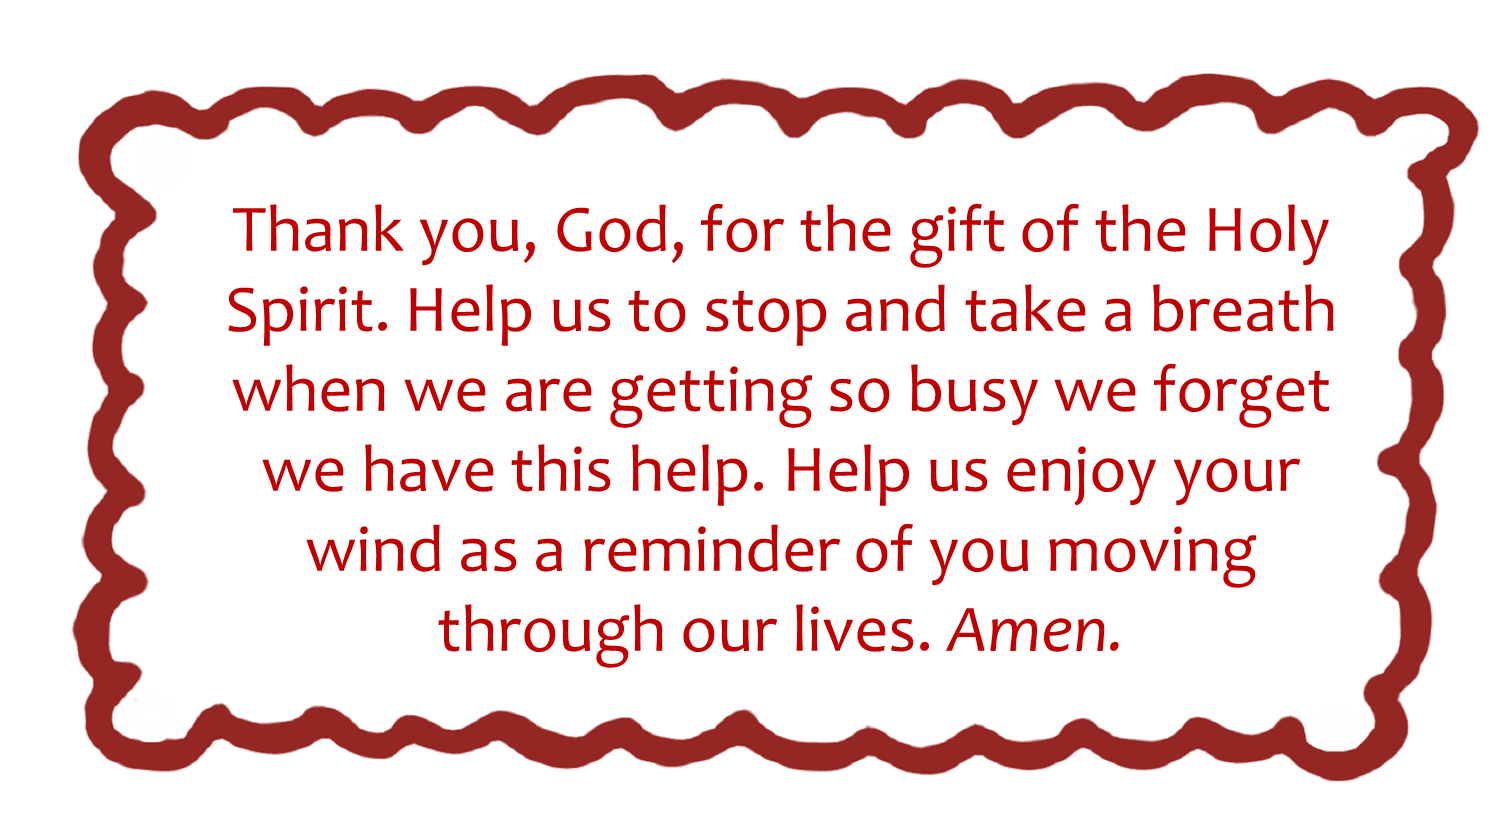 Thank you, God, for the gift of the Holy
Spirit. Help us to stop and take a breath
when we are getting so busy we forget
we have this help. Help us enjoy your
wind as a reminder of you moving
through our lives. Amen.